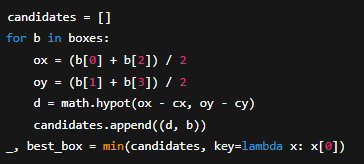 candidates = []
for b in boxes:
    ox = (b[0] + b[2]) / 2
    oy = (b[1] + b[3]) / 2
    d = math.hypot(ox - cx, oy - cy)
    candidates.append((d, b))
_, best_box = min(candidates, key=lambda x: x[0])